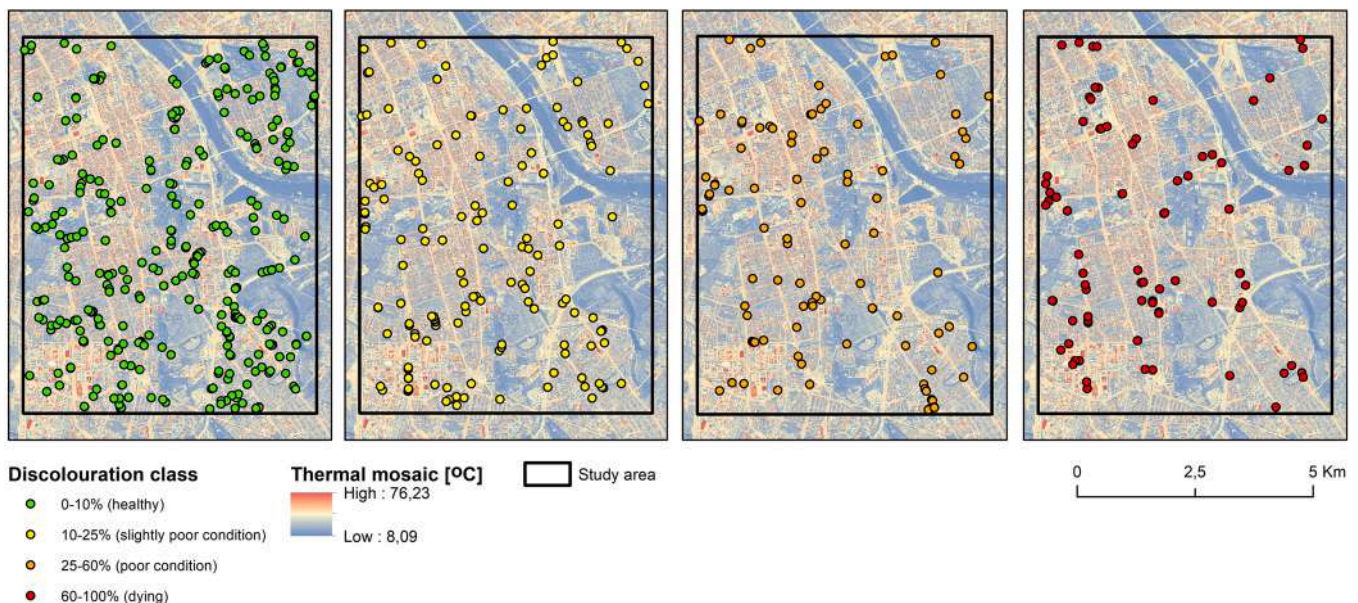 Discolouration class
0-10% (healthy)
10-25% (slightly poor condition)
25-60% (poor condition)
60-100% (dying)
Thermal mosaic [ºC]
High : 76,23
Low : 8,09
Study area
0 2,5 5 Km